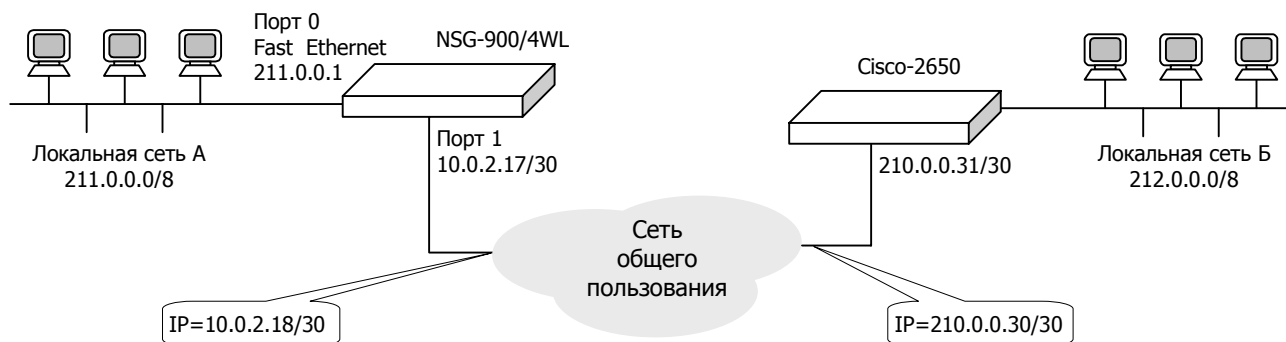 Порт 0
Fast Ethernet
211.0.0.1
NSG-900/4WL
Cisco-2650
Локальная сеть А
211.0.0.0/8
Порт 1
10.0.2.17/30
210.0.0.31/30
Локальная сеть Б
212.0.0.0/8
Сеть
общего
пользования
IP=10.0.2.18/30
IP=210.0.0.30/30